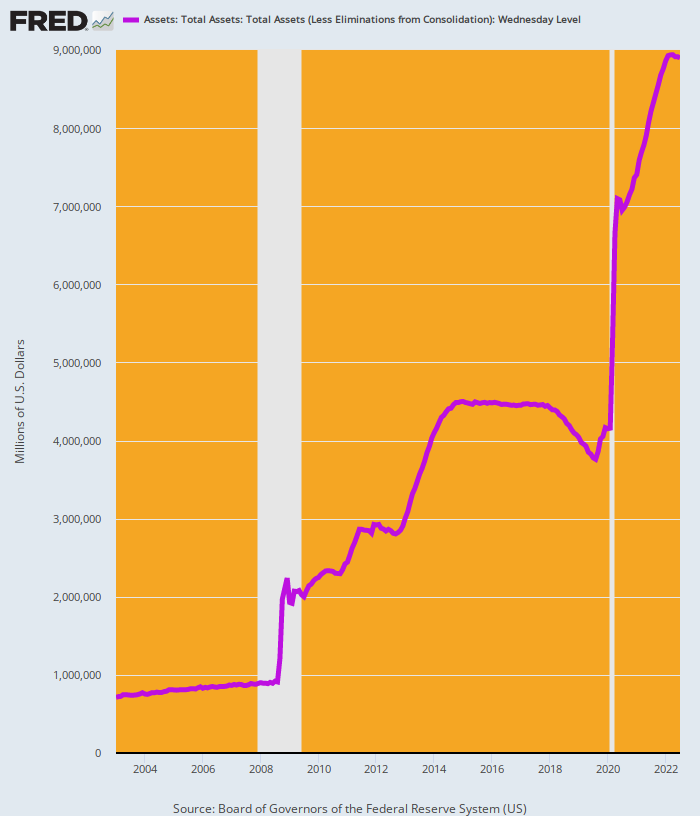 FRED
Assets: Total Assets: Total Assets (Less Eliminations from Consolidation): Wednesday Level
9,000,000
8,000,000
7,000,000
6,000,000
5,000,000
4,000,000
3,000,000
2,000,000
1,000,000
0
Millions of U.S. Dollars
2004 2006 2008 2010 2012 2014 2016 2018 2020 2022
Source: Board of Governors of the Federal Reserve System (US)